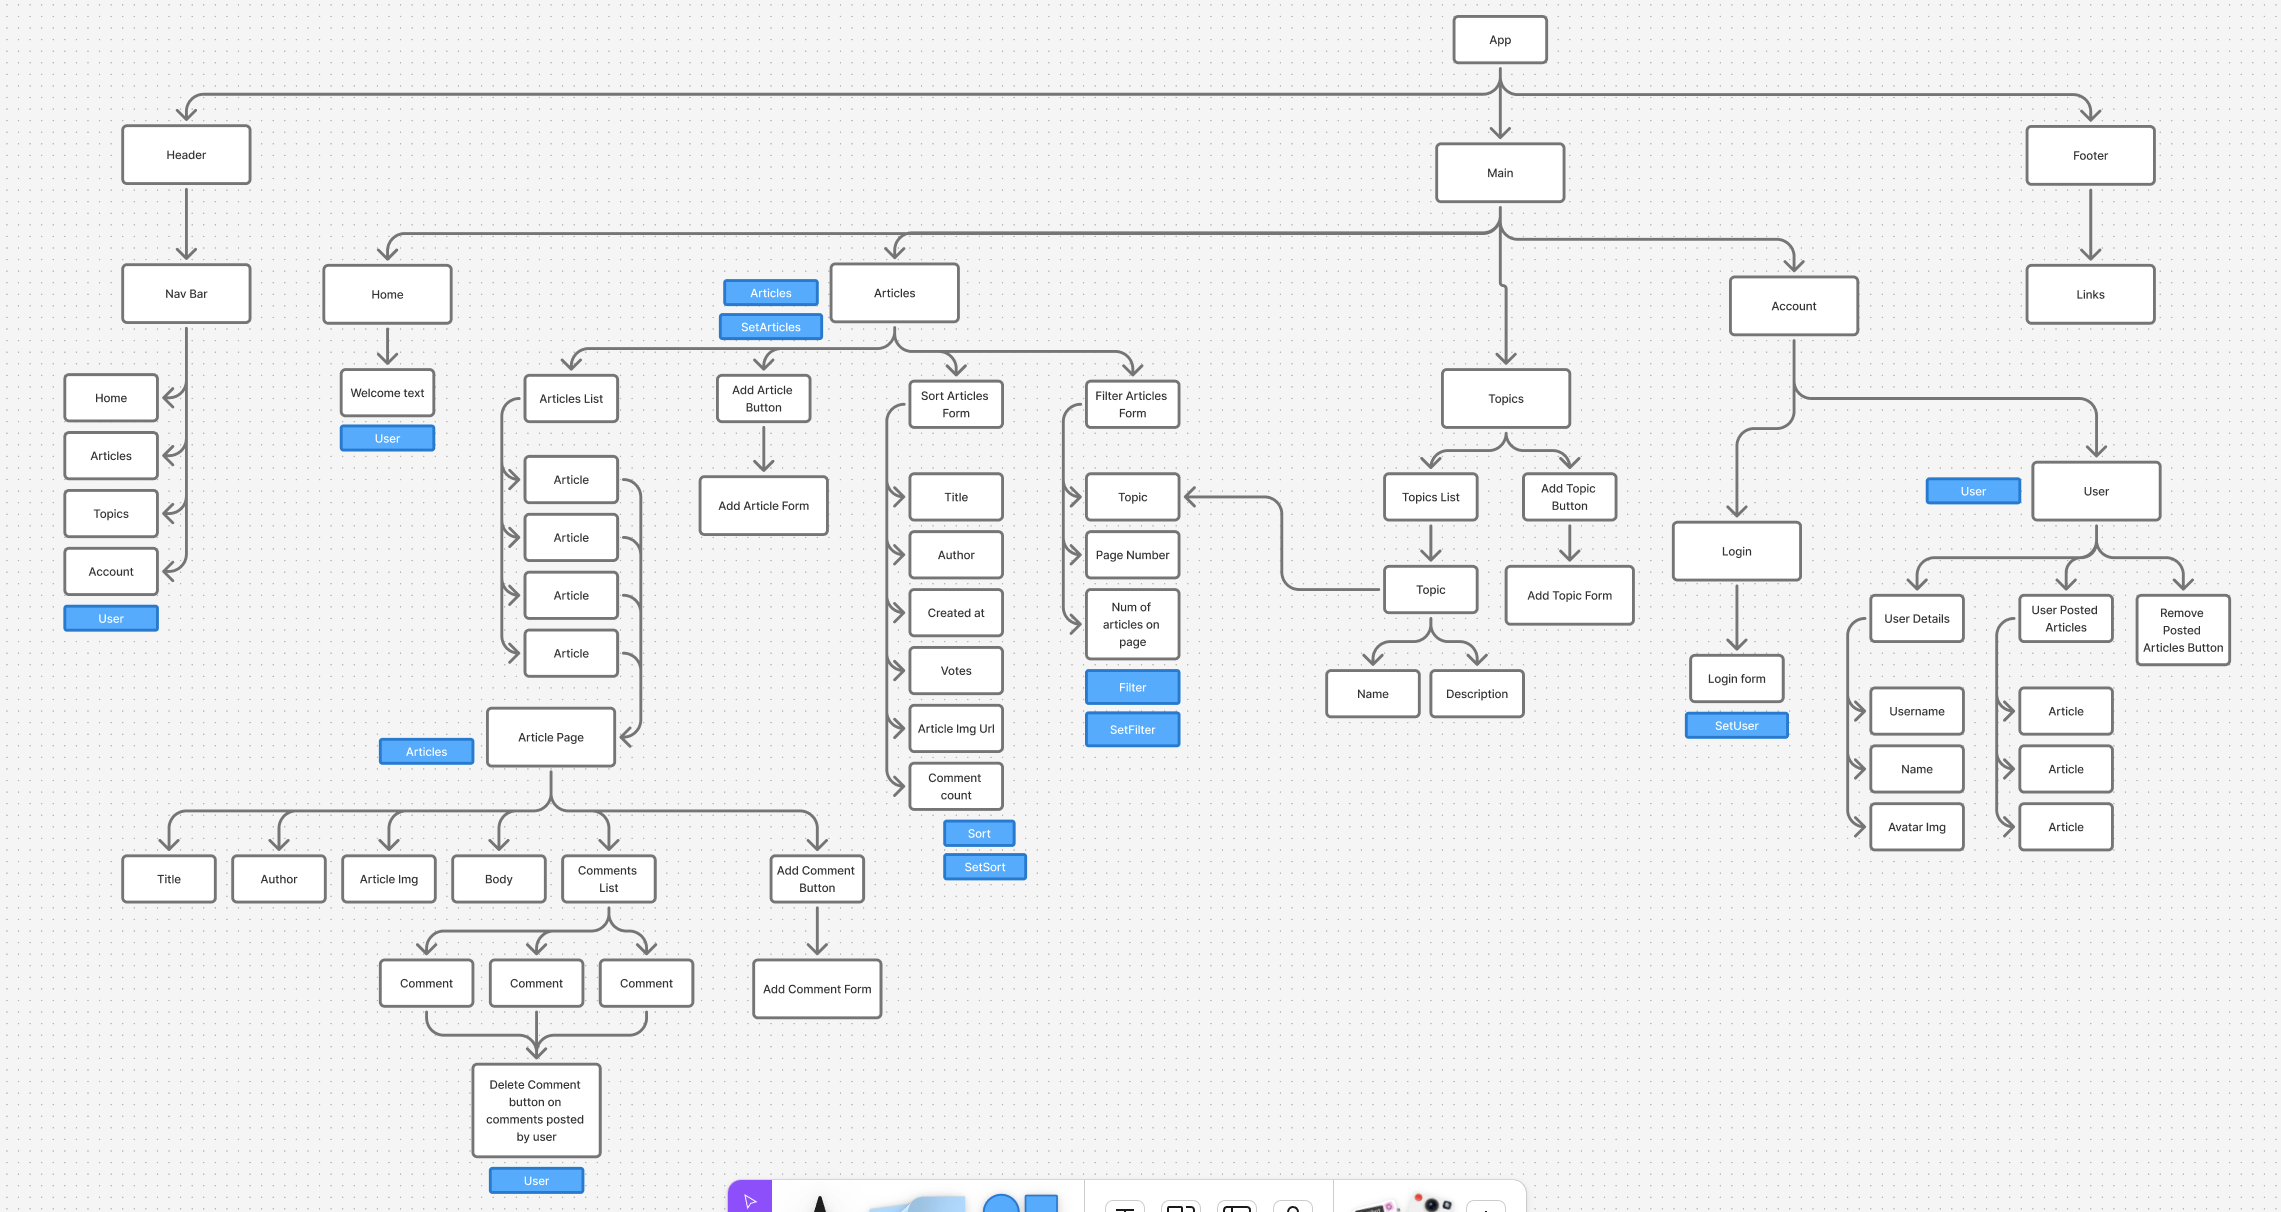 App
Header
Main
Footer
Nav Bar
Home
Articles
SetArticles
Articles
Account
Links
Home
Articles
Topics
Account
User
Welcome text
User
Articles List
Article
Article
Article
Article
Add Article
Button
Add Article Form
Sort Articles
Form
Title
Author
Created at
Votes
Article Img Url
Comment
count
Sort
SetSort
Filter Articles
Form
Topic
Page Number
Num of
articles on
page
Filter
SetFilter
Topics
Topics List
Add Topic
Button
Topic
Add Topic Form
Name
Description
Login
Login form
SetUser
User
User
User Details
Username
Name
Avatar Img
User Posted
Articles
Article
Article
Article
Remove
Posted
Articles Button
Articles
Article Page
Title
Author
Article Img
Body
Comments
List
Add Comment
Button
Comment
Comment
Comment
Add Comment Form
Delete Comment
button on
comments posted
by user
User